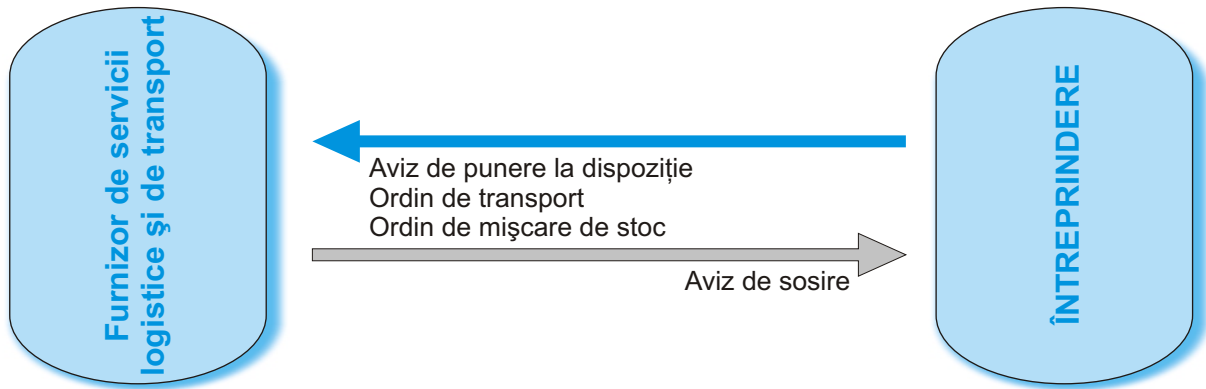 Furnizor de servicii
logistice şi de transport
Aviz de punere la dispoziție
Ordin de transport
Ordin de mişcare de stoc
Aviz de sosire
ÎNTREPRINDERE